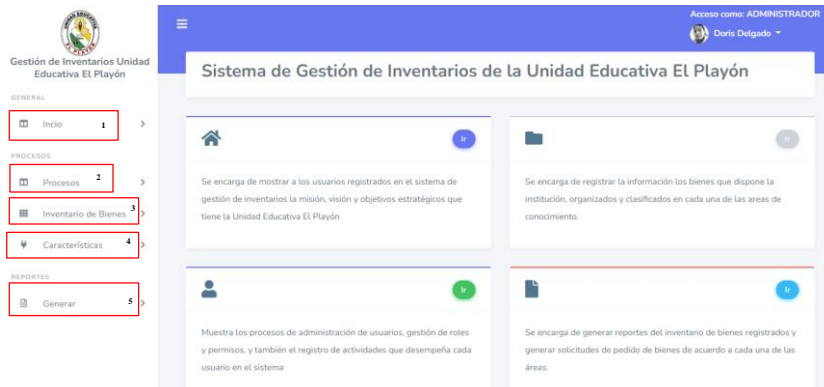 UNIDAD EDUCATIVA
EL PLAYÓN
Gestión de Inventarios Unidad
Educativa El Playón
GENERAL
Incio 1
PROCESOS
Procesos 2
Inventario de Bienes 3
Características 4
REPORTES
Generar 5
Acceso como: ADMINISTRADOR
Doris Delgado
Sistema de Gestión de Inventarios de la Unidad Educativa El Playón
Ir
Se encarga de mostrar a los usuarios registrados en el sistema de
gestión de inventarios la misión, visión y objetivos estratégicos que
tiene la Unidad Educativa El Playón
Ir
Se encarga de registrar la información los bienes que dispone la
institución, organizados y clasificados en cada una de las areas de
conocimiento.
Ir
Muestra los procesos de administración de usuarios, gestión de roles
y permisos, y también el registro de actividades que desempeña cada
usuario en el sistema
Ir
Se encarga de generar reportes del inventario de bienes registrados y
generar solicitudes de pedido de bienes de acuerdo a cada una de las
áreas.